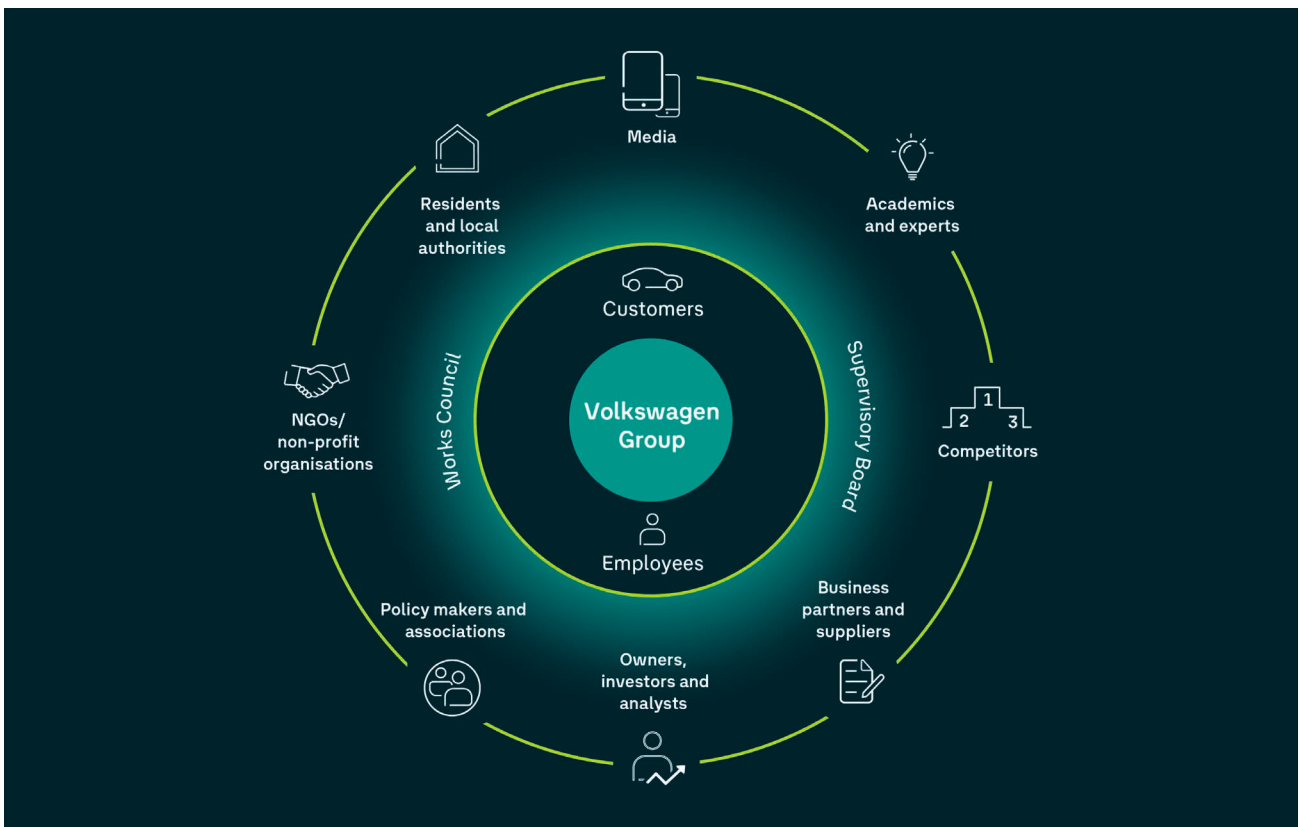 Media
Residents
and local
authorities
Academics
and experts
Customers
Works Council
Supervisory Board
Volkswagen
Group
NGOs/
non-profit
organisations
1
2
3
Competitors
Employees
Policy makers and
associations
Business
partners and
suppliers
Owners,
investors and
analysts